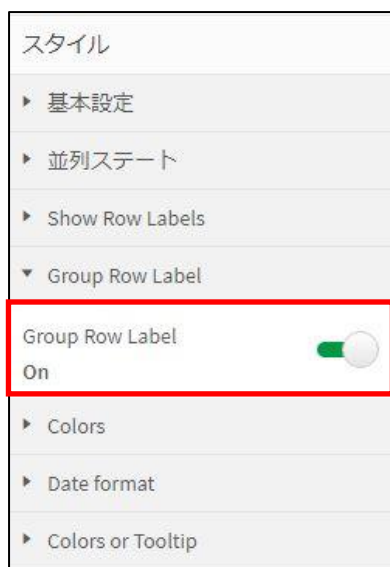 スタイル
基本設定
並列ステート
Show Row Labels
Group Row Label
Group Row Label
On
Colors
Date format
Colors or Tooltip